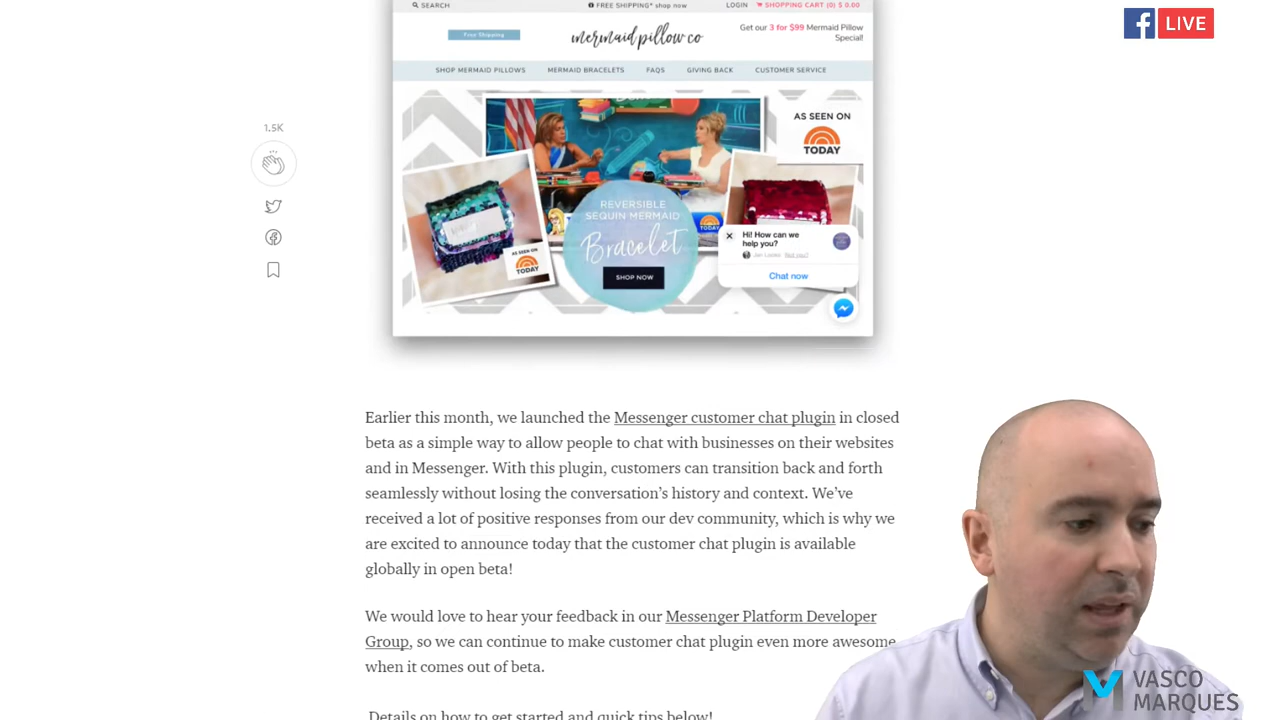 SEARCH
FREE SHIPPING* shop now
LOGIN
SHOPPING CART (0) $ 0.00
LIVE
Free Shipping
mermaid pillow co
Get our 3 for $99 Mermaid Pillow
Special!
SHOP MERMAID PILLOWS
MERMAID BRACELETS
FAQS
GIVING BACK
CUSTOMER SERVICE
AS SEEN ON
TODAY
1.5K
REVERSIBLE
SEQUIN MERMAID
Bracelet
SHOP NOW
AS SEEN ON
TODAY
TODAY
Hi! How can we
help you?
Not you?
Chat now
Earlier this month, we launched the Messenger customer chat plugin in closed
beta as a simple way to allow people to chat with businesses on their websites
and in Messenger. With this plugin, customers can transition back and forth
seamlessly without losing the conversation’s history and context. We’ve
received a lot of positive responses from our dev community, which is why we
are excited to announce today that the customer chat plugin is available
globally in open beta!
We would love to hear your feedback in our Messenger Platform Developer
Group, so we can continue to make customer chat plugin even more awesome
when it comes out of beta.
Details on how to get started and quick tips below!
VASCO
MARQUES